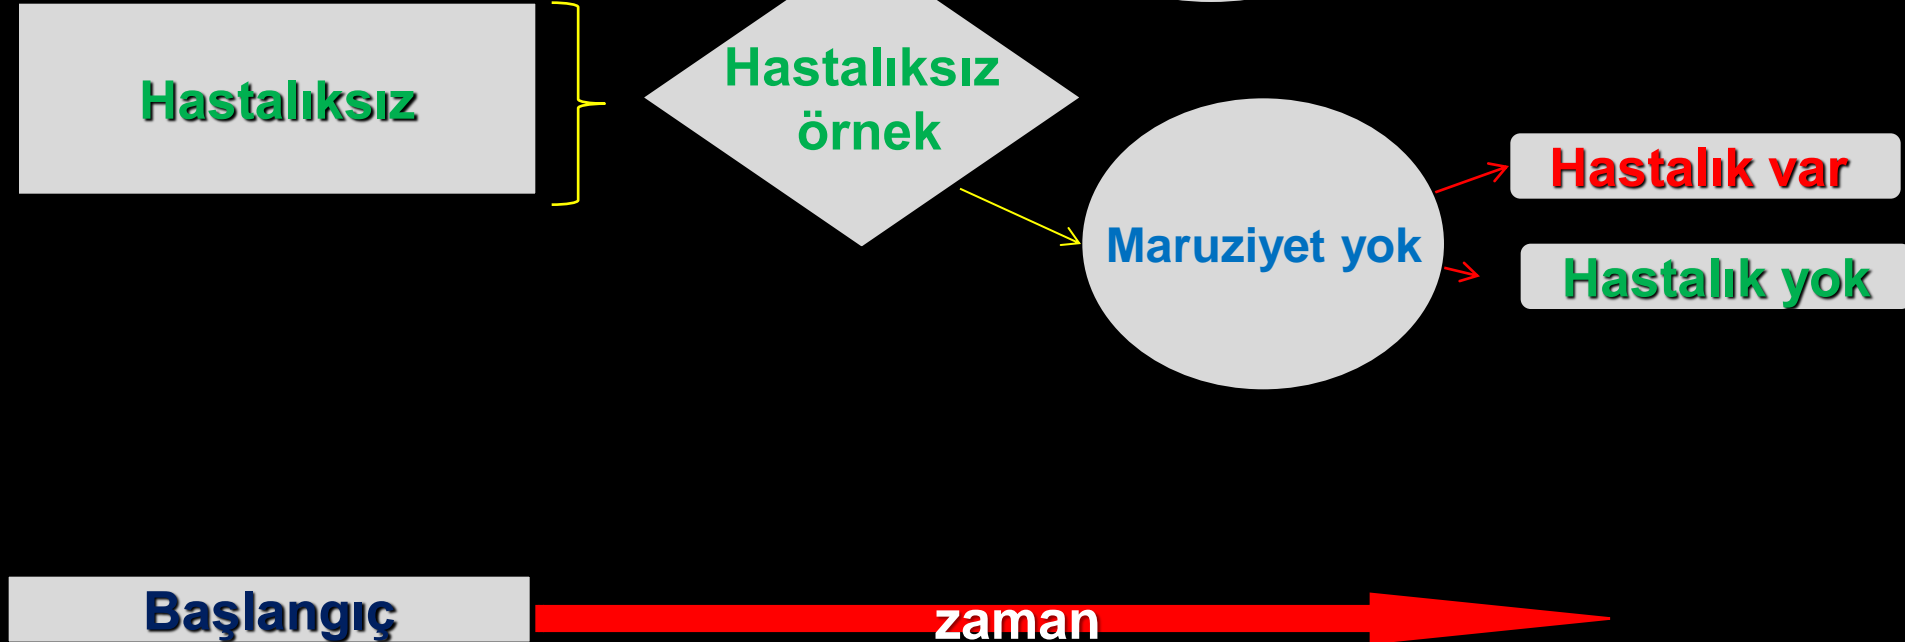 Hastalıksız
Hastalıksız
örnek
Maruziyet yok
Hastalık var
Hastalık yok
Başlangıç
zaman